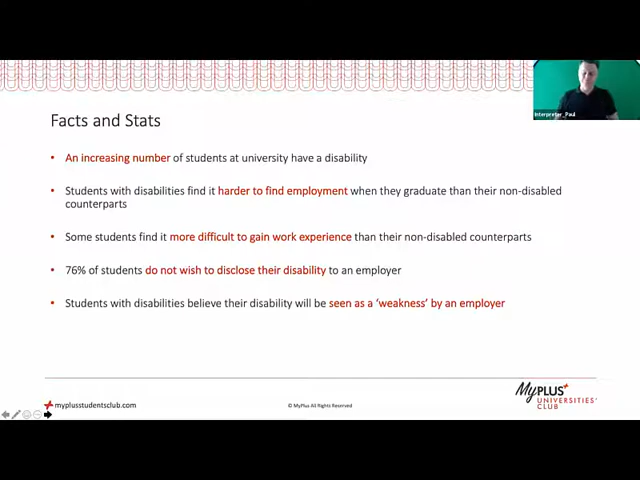 Interpreter_Paul
Facts and Stats
• An increasing number of students at university have a disability
• Students with disabilities find it harder to find employment when they graduate than their non-disabled
counterparts
• Some students find it more difficult to gain work experience than their non-disabled counterparts
• 76% of students do not wish to disclose their disability to an employer
• Students with disabilities believe their disability will be seen as a ‘weakness’ by an employer
myplusstudentsclub.com
© MyPlus All Rights Reserved
MyPLUS+
UNIVERSITIES'
CLUB